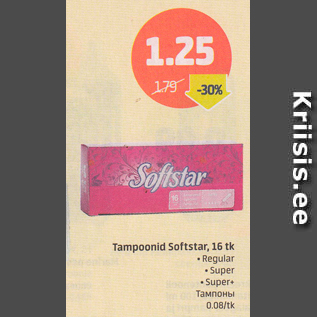 1.25
1.79
-30%
Softstar
16
Tampoonid Softstar, 16 tk
• Regular
• Super
• Super+
Тампоны
0.08/tk
Kriisis.ee